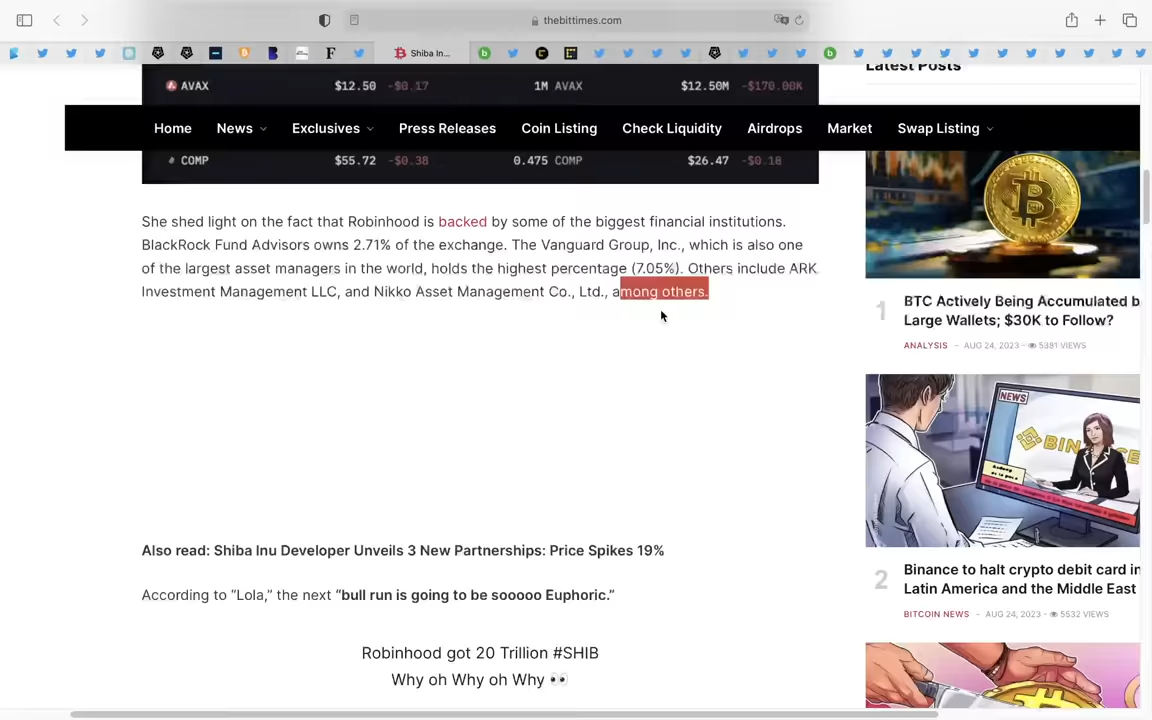 thebittimes.com
Shiba In...
AVAX $12.50 -$0.17 1M AVAX $12.50M -$170.00K
Latest Posts
Home News Exclusives Press Releases Coin Listing Check Liquidity Airdrops Market Swap Listing
COMP $55.72 -$0.38 0.475 COMP $26.47 -$0.18
She shed light on the fact that Robinhood is backed by some of the biggest financial institutions.
BlackRock Fund Advisors owns 2.71% of the exchange. The Vanguard Group, Inc., which is also one
of the largest asset managers in the world, holds the highest percentage (7.05%). Others include ARK
Investment Management LLC, and Nikko Asset Management Co., Ltd., among others.
Also read: Shiba Inu Developer Unveils 3 New Partnerships: Price Spikes 19%
According to “Lola,” the next “bull run is going to be sooooo Euphoric.”
Robinhood got 20 Trillion #SHIB
Why oh Why oh Why 👀
1
BTC Actively Being Accumulated b
Large Wallets; $30K to Follow?
ANALYSIS – AUG 24, 2023 - 5381 VIEWS
NEWS
BINANCE
2
Binance to halt crypto debit card in
Latin America and the Middle East
BITCOIN NEWS – AUG 24, 2023 - 5532 VIEWS